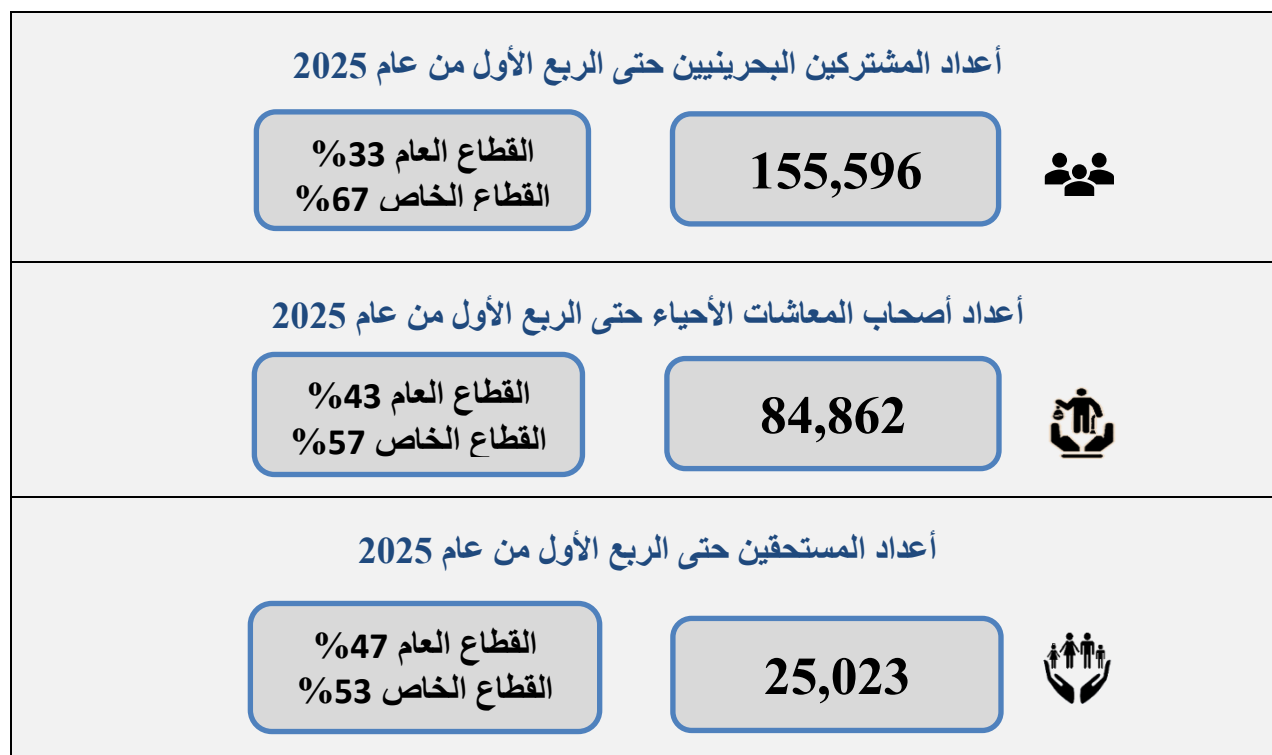 أعداد المشتركين البحرينيين حتى الربع الأول من عام 2025
155,596
القطاع العام 33%
القطاع الخاص 67%
أعداد أصحاب المعاشات الأحياء حتى الربع الأول من عام 2025
84,862
القطاع العام 43%
القطاع الخاص 57%
أعداد المستحقين حتى الربع الأول من عام 2025
25,023
القطاع العام 47%
القطاع الخاص 53%